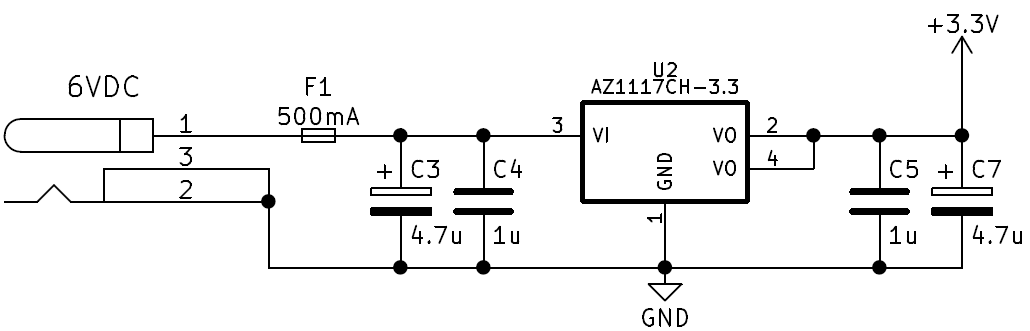 +3.3V
6VDC
F1
500mA
U2
AZ1117CH-3.3
1
3
VI
VO
2
3
VO
4
2
GND
1
+
C3
C4
C5
+
C7
4.7u
1u
1u
4.7u
GND